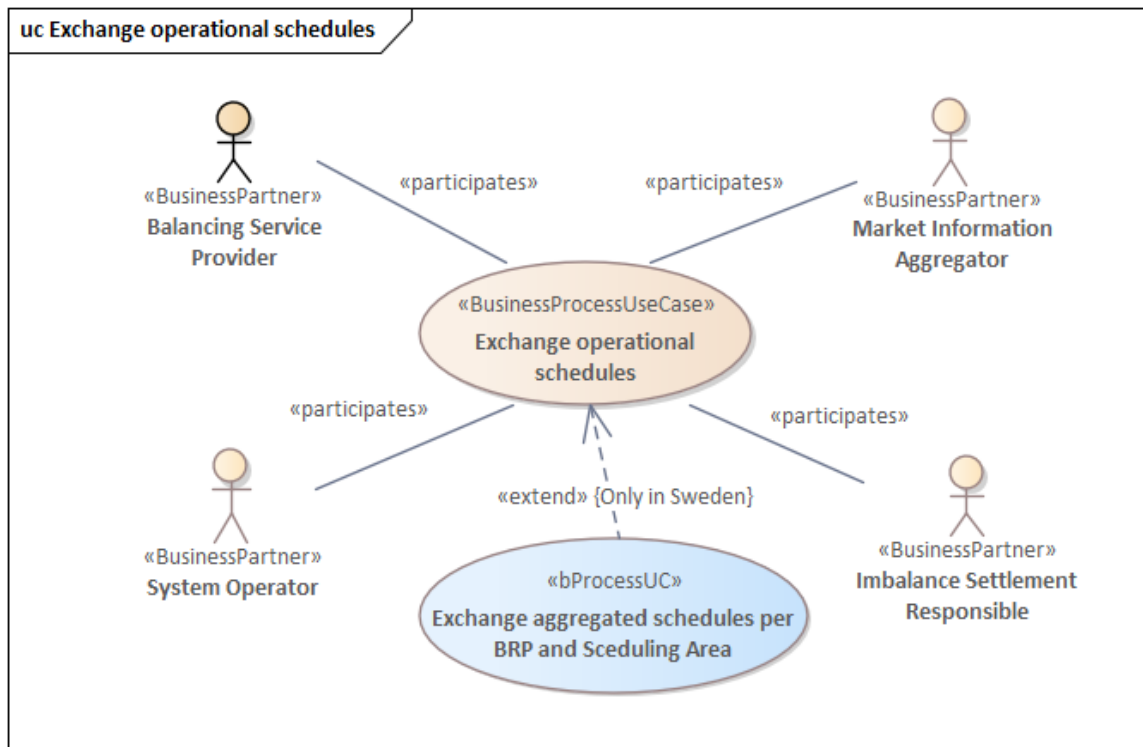 uc Exchange operational schedules
«BusinessPartner»
Balancing Service
Provider
«participates»
«participates»
«BusinessPartner»
Market Information
Aggregator
«BusinessProcessUseCase»
Exchange operational
schedules
«participates»
«participates»
«BusinessPartner»
System Operator
«extend» {Only in Sweden}
«BusinessPartner»
Imbalance Settlement
Responsible
«bProcessUC»
Exchange aggregated schedules per
BRP and Sceduling Area